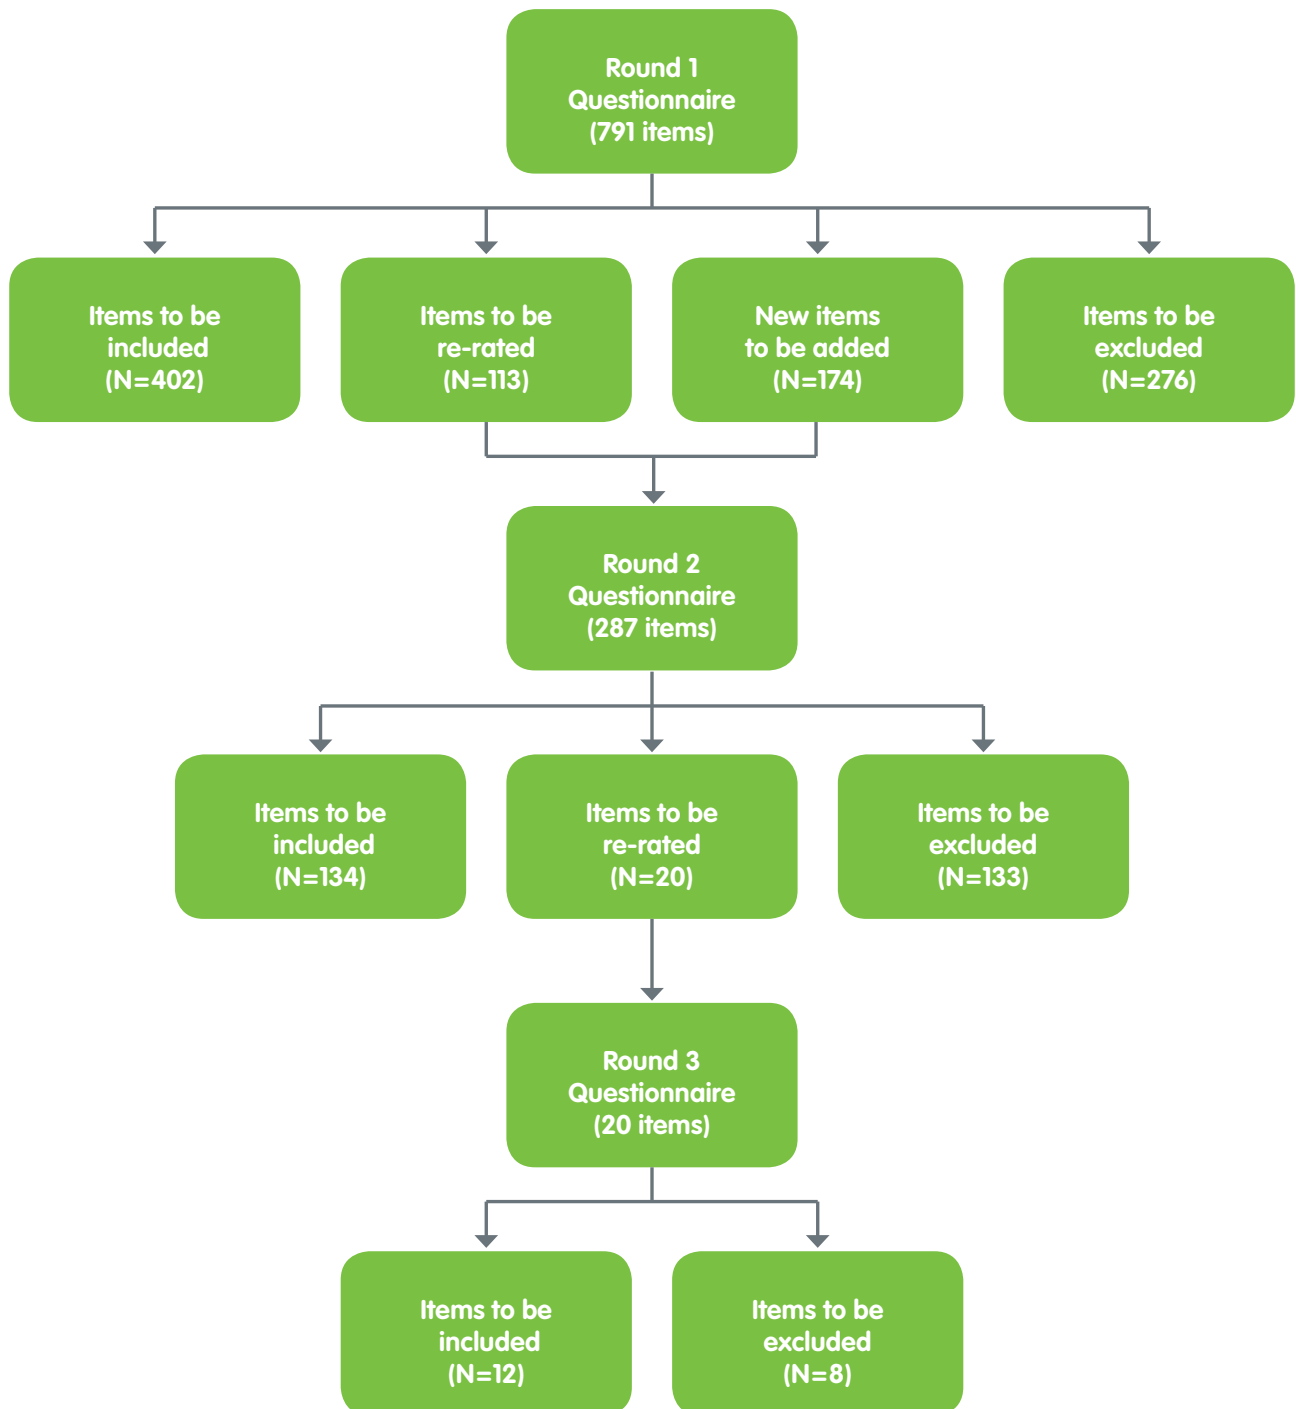 Round 1
Questionnaire
(791 items)
Items to be
included
(N=402)
Items to be
re-rated
(N=113)
New items
to be added
(N=174)
Items to be
excluded
(N=276)
Round 2
Questionnaire
(287 items)
Items to be
included
(N=134)
Items to be
re-rated
(N=20)
Items to be
excluded
(N=133)
Round 3
Questionnaire
(20 items)
Items to be
included
(N=12)
Items to be
excluded
(N=8)